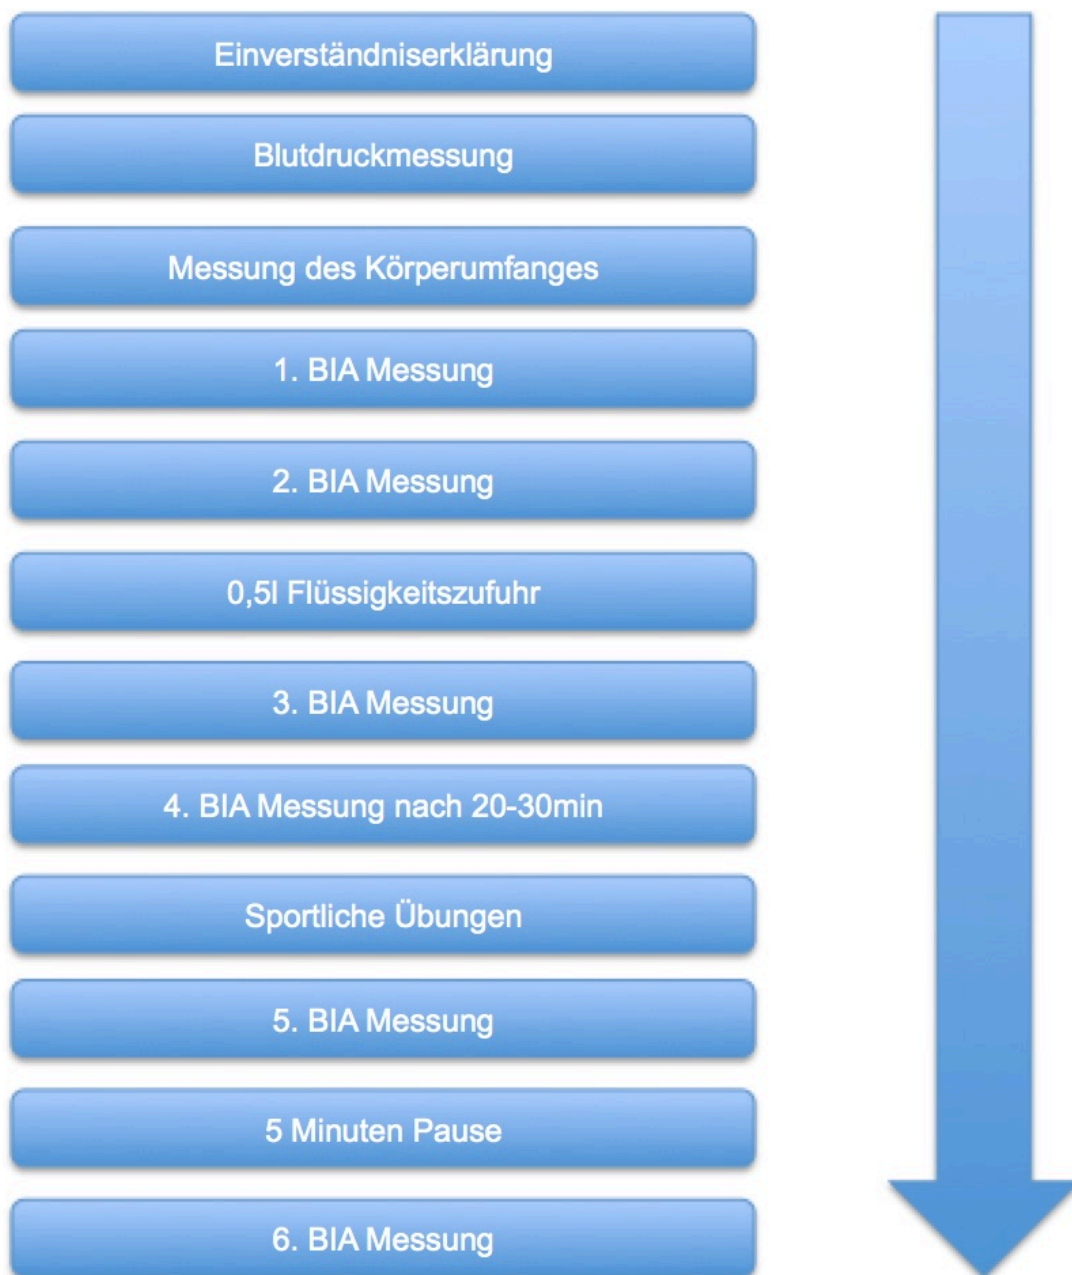 Einverständniserklärung
Blutdruckmessung
Messung des Körperumfanges
1. BIA Messung
2. BIA Messung
0,5l Flüssigkeitszufuhr
3. BIA Messung
4. BIA Messung nach 20-30min
Sportliche Übungen
5. BIA Messung
5 Minuten Pause
6. BIA Messung